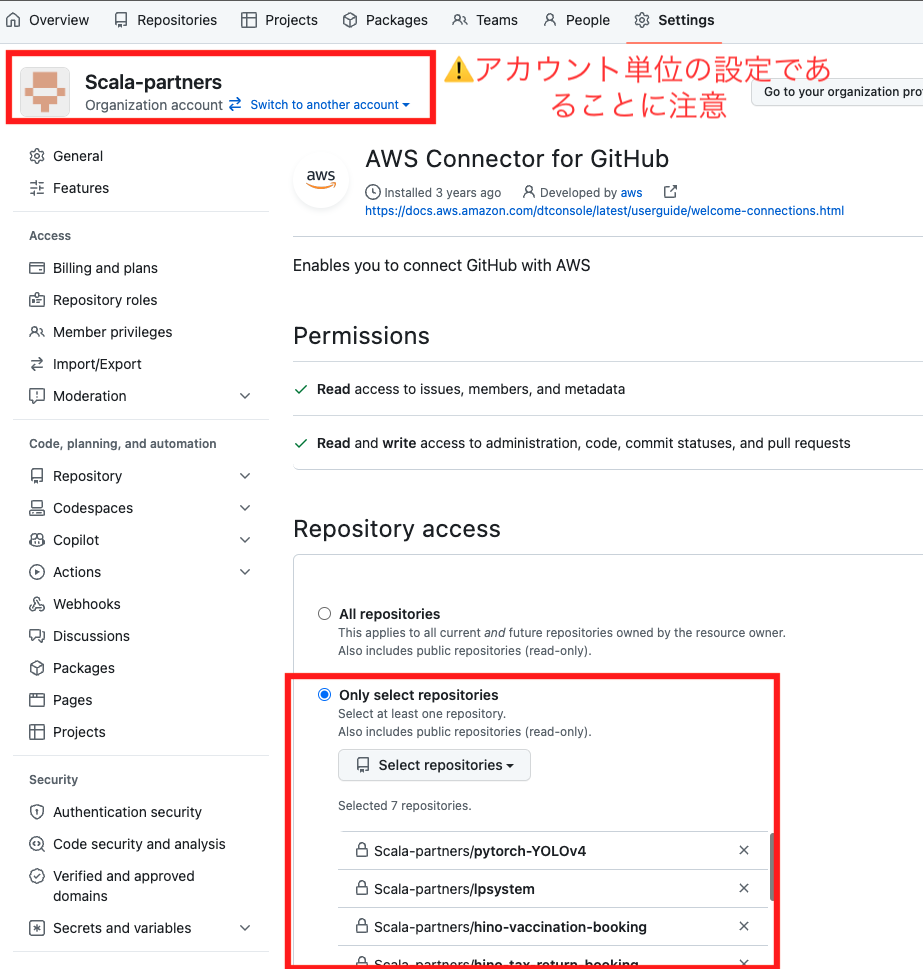 Overview Repositories Projects Packages Teams People Settings
Scala-partners
Organization account Switch to another account
⚠️アカウント単位の設定であ
ることに注意
Go to your organization pro
General
Features
Access
Billing and plans
Repository roles
Member privileges
Import/Export
Moderation
Code, planning, and automation
Repository
Codespaces
Copilot
Actions
Webhooks
Discussions
Packages
Pages
Projects
Security
Authentication security
Code security and analysis
Verified and approved
domains
Secrets and variables
aws
AWS Connector for GitHub
Installed 3 years ago Developed by aws
https://docs.aws.amazon.com/dtconsole/latest/userguide/welcome-connections.html
Enables you to connect GitHub with AWS
Permissions
Read access to issues, members, and metadata
Read and write access to administration, code, commit statuses, and pull requests
Repository access
All repositories
This applies to all current and future repositories owned by the resource owner.
Also includes public repositories (read-only).
Only select repositories
Select at least one repository.
Also includes public repositories (read-only).
Select repositories
Selected 7 repositories.
Scala-partners/pytorch-YOLOv4
Scala-partners/lpsystem
Scala-partners/hino-vaccination-booking
Scala-partners/hino-tax-return-booking